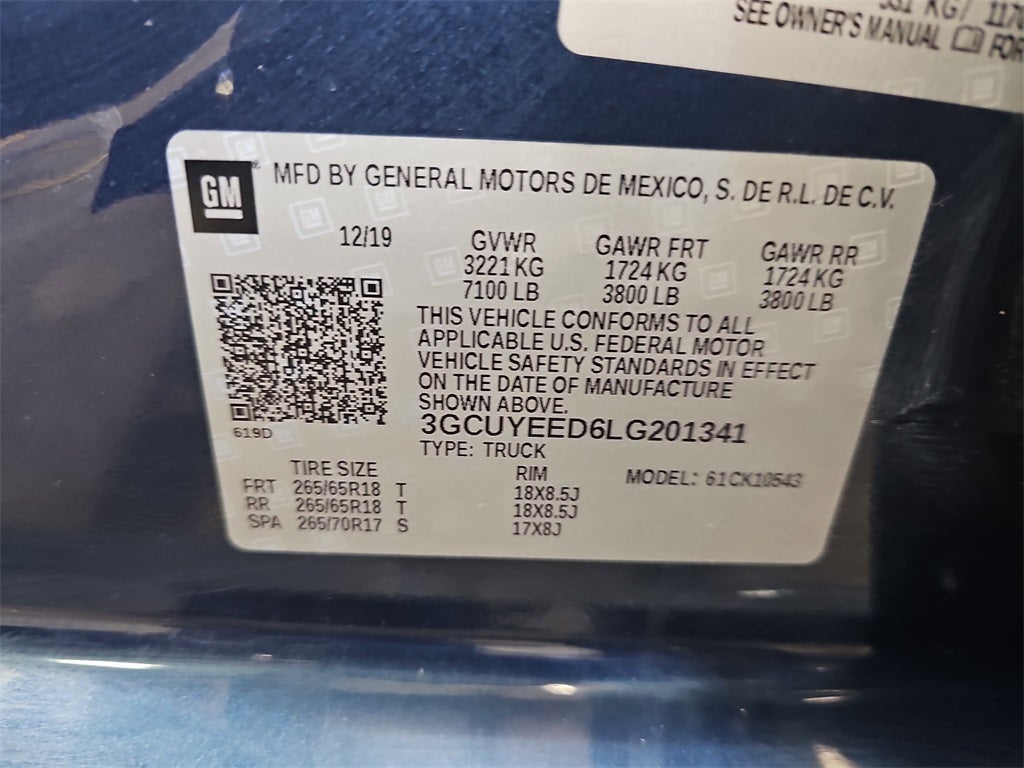 KG/ 1170
SEE OWNER'S MANUAL FOR
GM
MFD BY GENERAL MOTORS DE MEXICO, S. DE R.L. DE C.V.
12/19 GVWR GAWR FRT GAWR RR
3221 KG 1724 KG 1724 KG
7100 LB 3800 LB 3800 LB
THIS VEHICLE CONFORMS TO ALL
APPLICABLE U.S. FEDERAL MOTOR
VEHICLE SAFETY STANDARDS IN EFFECT
ON THE DATE OF MANUFACTURE
SHOWN ABOVE.
619D
3GCUYEED6LG201341
TYPE: TRUCK
TIRE SIZE RIM MODEL: 61CK10543
FRT 265/65R18 T 18X8.5J
RR 265/65R18 T 18X8.5J
SPA 265/70R17 S 17X8J